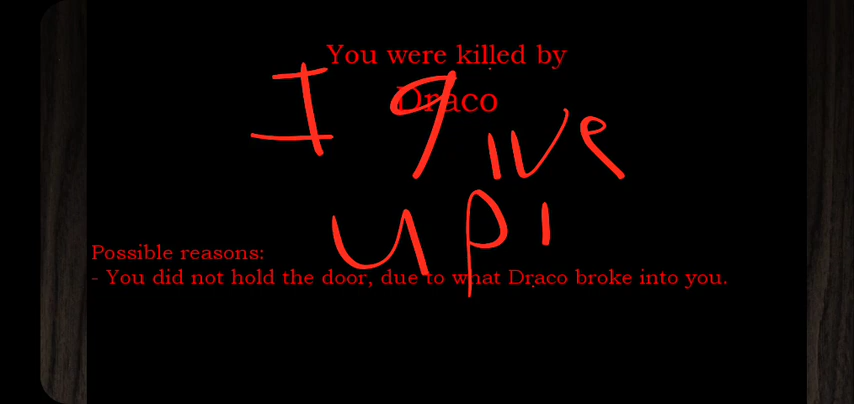 You were killed by
Draco
I give
up!
Possible reasons:
- You did not hold the door, due to what Draco broke into you.